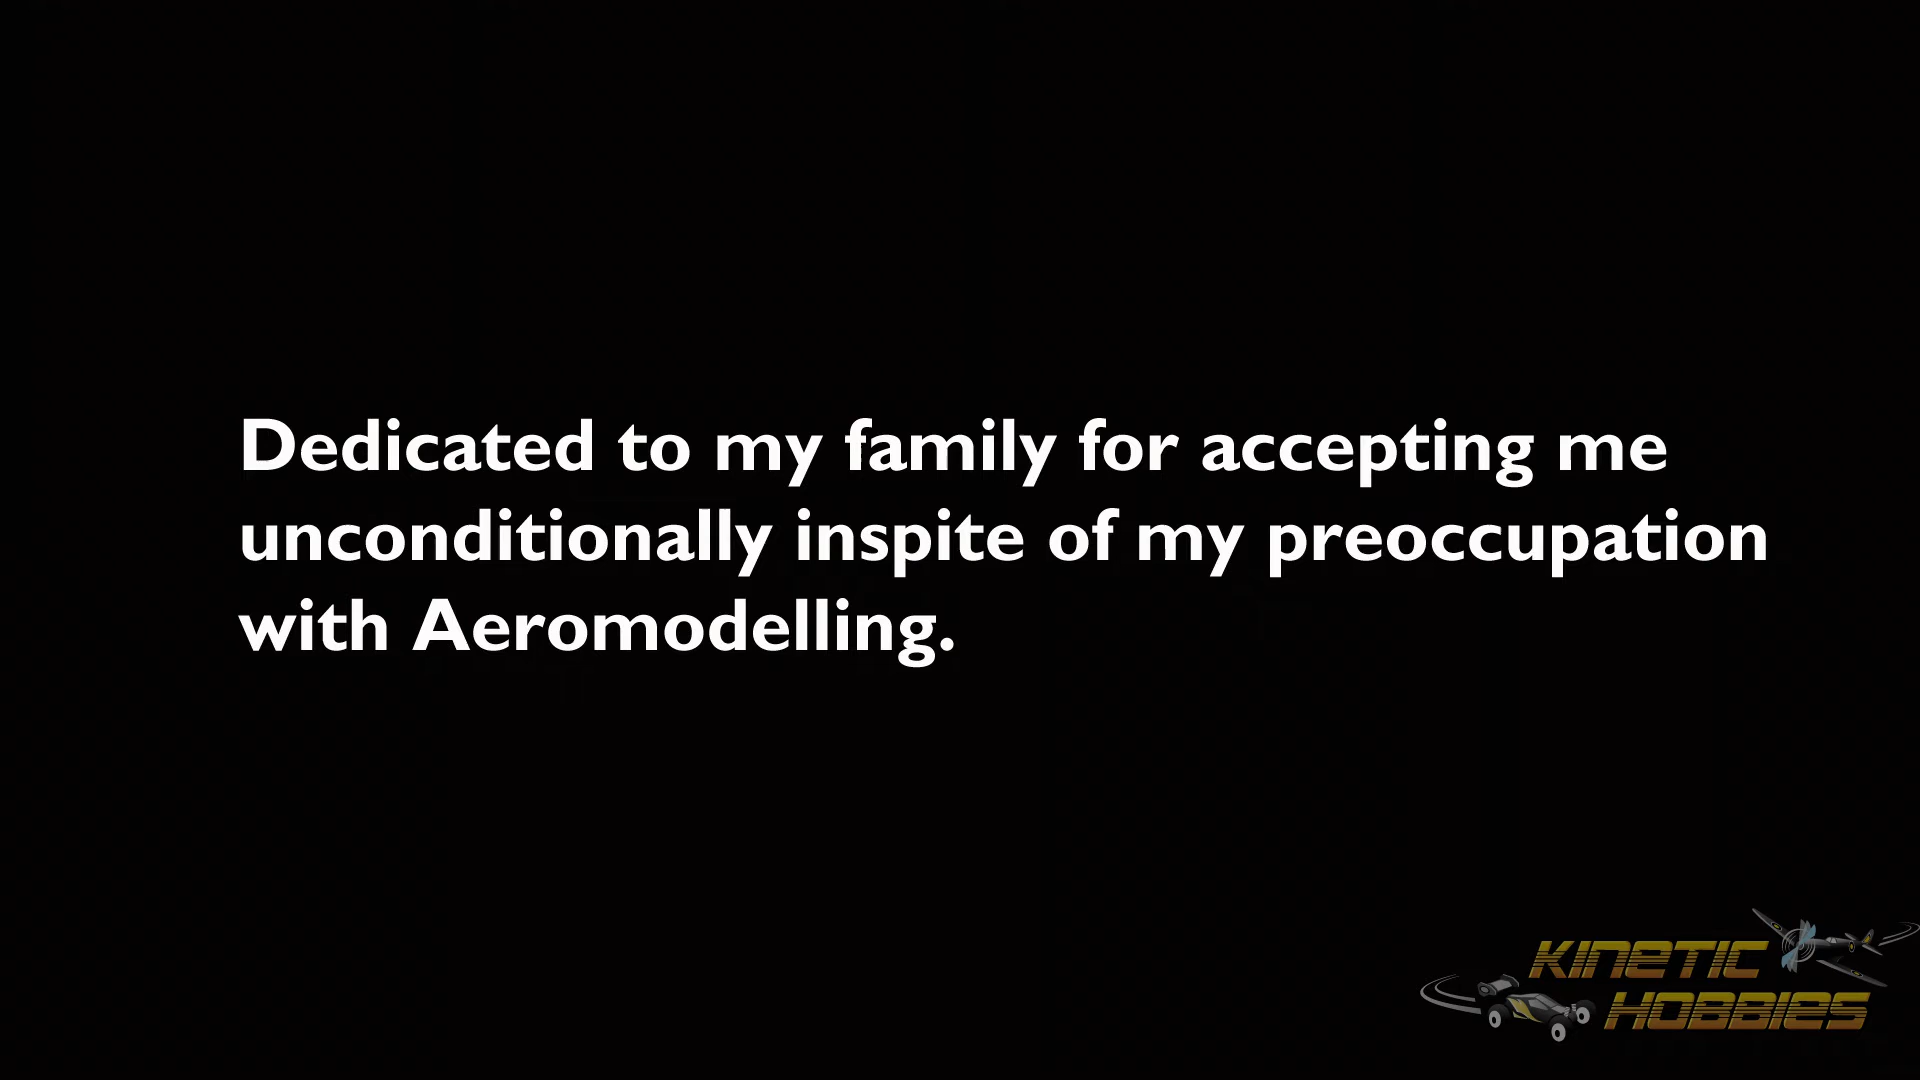 Dedicated to my family for accepting me
unconditionally inspite of my preoccupation
with Aeromodelling.
KINETIC
HOBBIES